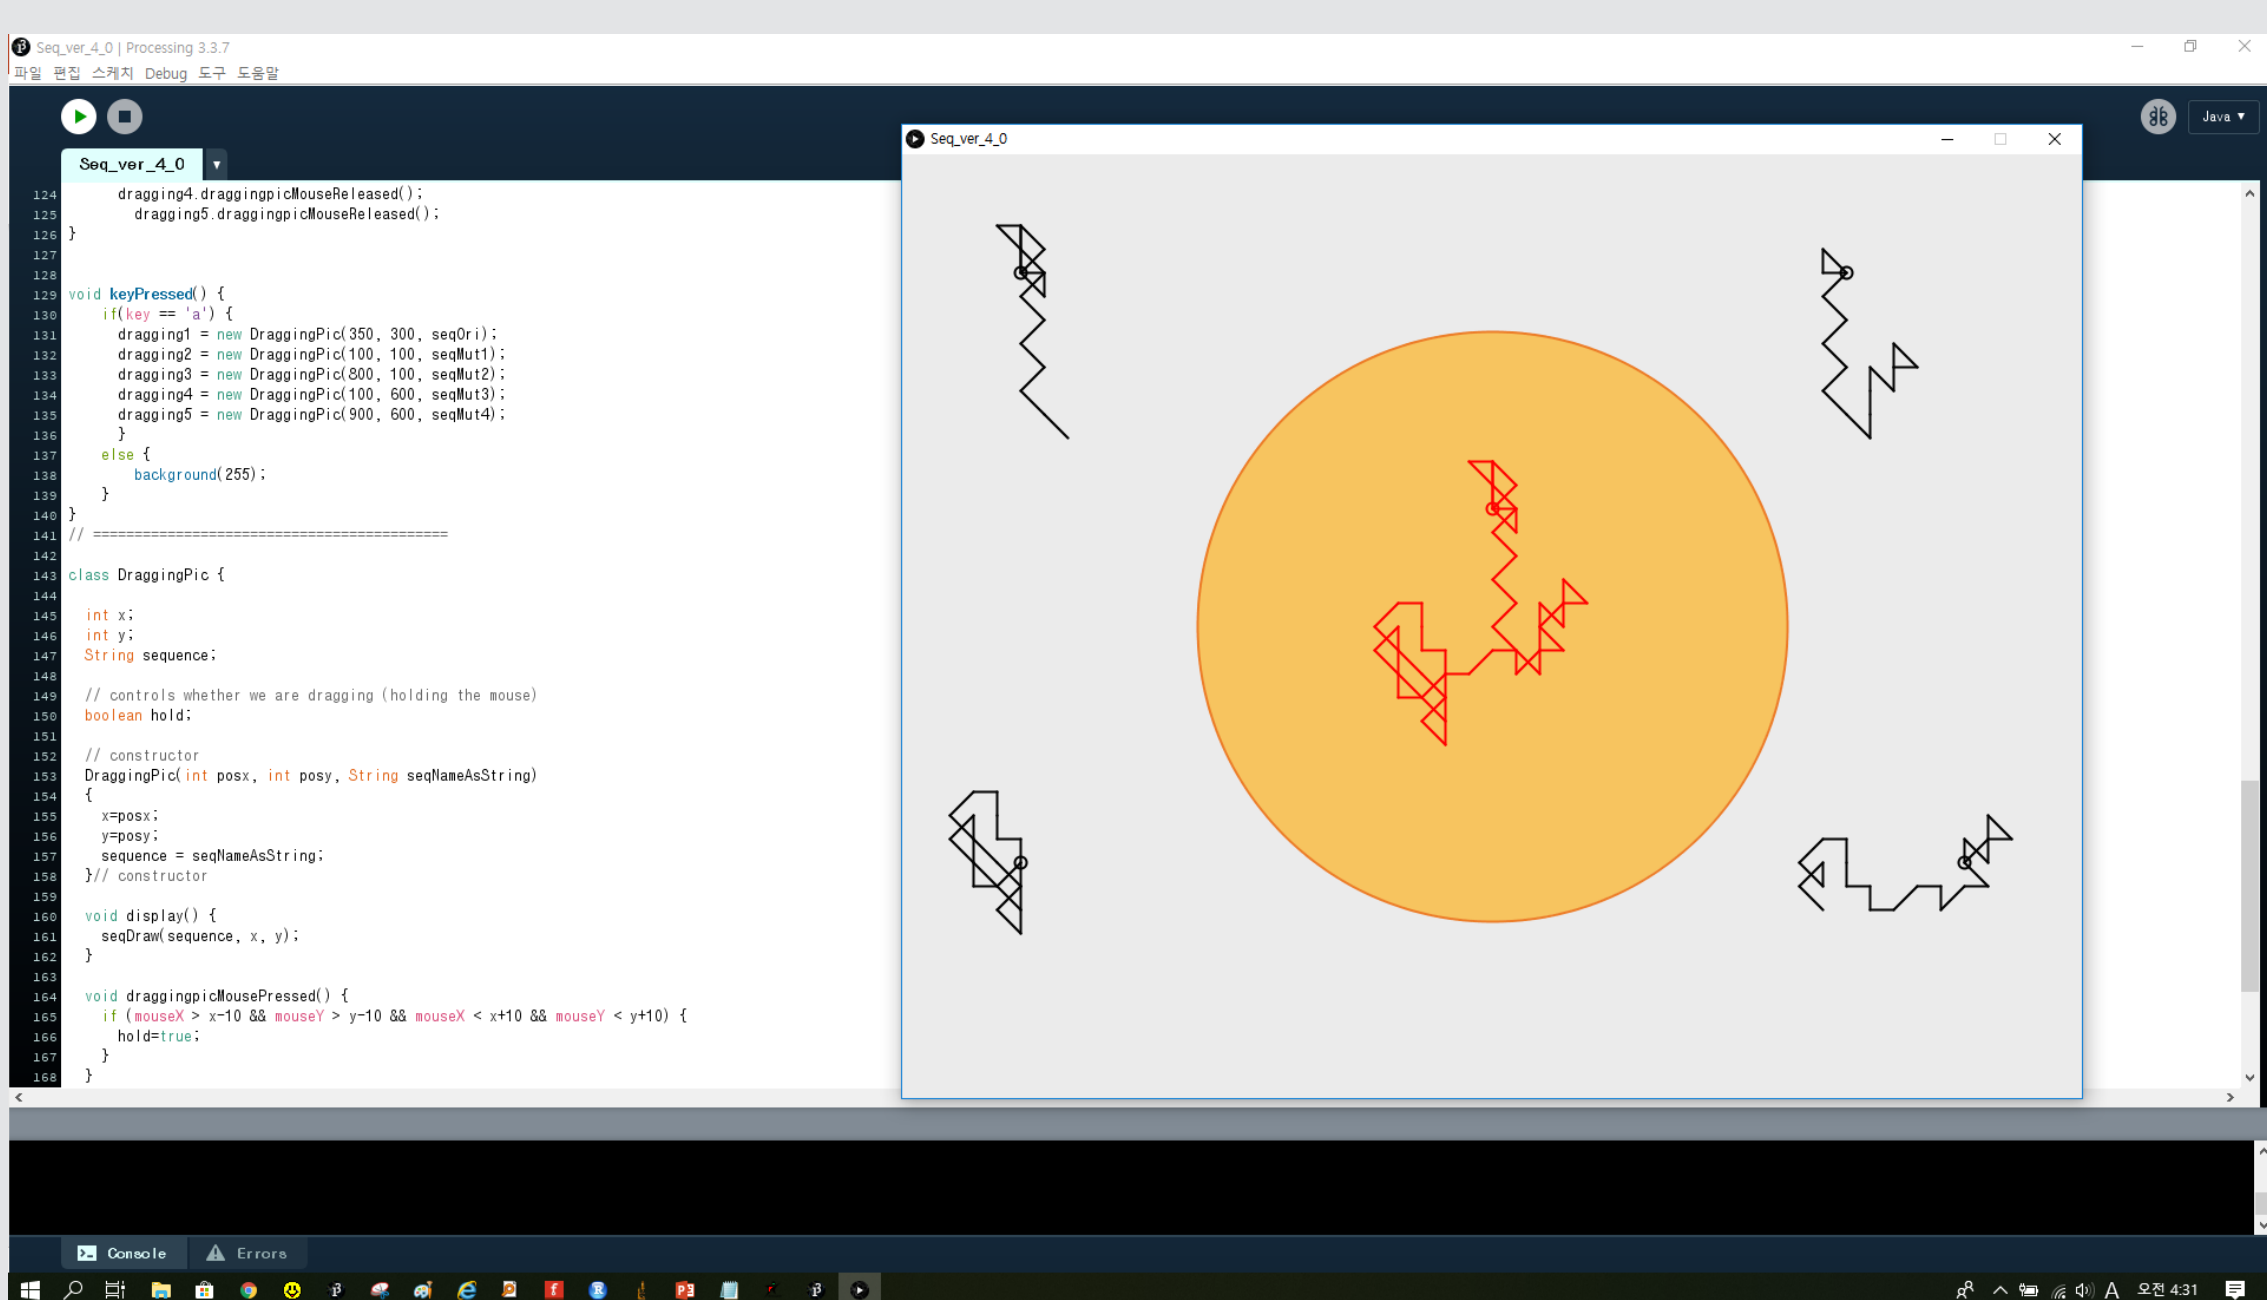 Seq_ver_4_0 | Processing 3.3.7
파일 편집 스케치 Debug 도구 도움말
Java ▼
Seq_ver_4_0 ▼
124 dragging4.draggingpicMouseReleased();
125 dragging5.draggingpicMouseReleased();
126 }
127
128
129 void keyPressed() {
130 if(key == 'a') {
131 dragging1 = new DraggingPic(350, 300, seqOri);
132 dragging2 = new DraggingPic(100, 100, seqMut1);
133 dragging3 = new DraggingPic(800, 100, seqMut2);
134 dragging4 = new DraggingPic(100, 600, seqMut3);
135 dragging5 = new DraggingPic(900, 600, seqMut4);
136 }
137 else {
138 background(255);
139 }
140 }
141 // ===========================================
142
143 class DraggingPic {
144
145 int x;
146 int y;
147 String sequence;
148
149 // controls whether we are dragging (holding the mouse)
150 boolean hold;
151
152 // constructor
153 DraggingPic(int posx, int posy, String seqNameAsString)
154 {
155 x=posx;
156 y=posy;
157 sequence = seqNameAsString;
158 }// constructor
159
160 void display() {
161 seqDraw(sequence, x, y);
162 }
163
164 void draggingpicMousePressed() {
165 if (mouseX > x-10 && mouseY > y-10 && mouseX < x+10 && mouseY < y+10) {
166 hold=true;
167 }
168 }
Seq_ver_4_0
Console Errors
A 오전 4:31